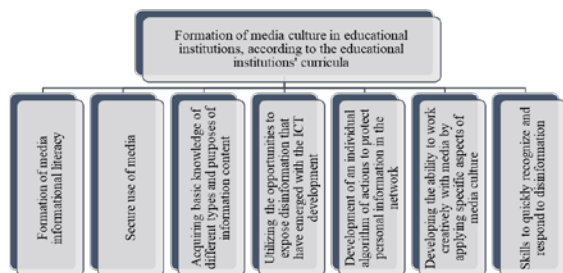 Formation of media culture in educational
institutions, according to the educational
institutions' curricula
Formation of media
informational literacy
Secure use of media
Acquiring basic knowledge of
different types and purposes of
information content
Utilizing the opportunities to
expose disinformation that
have emerged with the ICT
development
Development of an individual
algorithm of actions to protect
personal information in the
network
Developing the ability to work
creatively with media by
applying specific aspects of
media culture
Skills to quickly recognize and
respond to disinformation